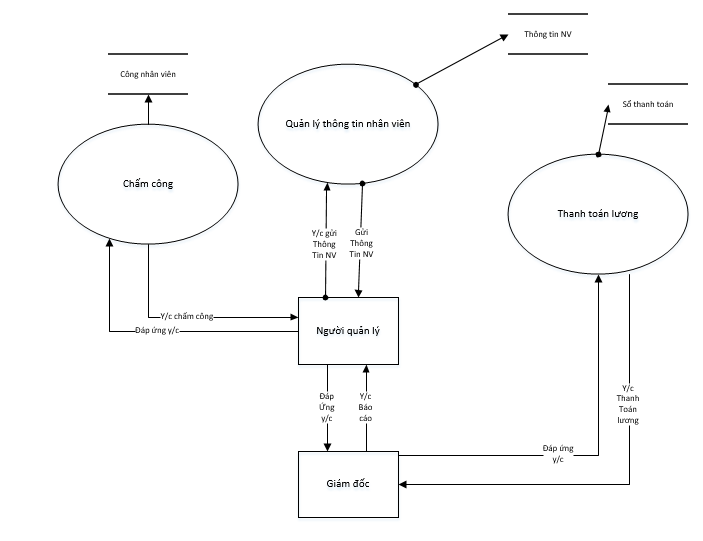 Thông tin NV
Công nhân viên
Sổ thanh toán
Quản lý thông tin nhân viên
Chấm công
Thanh toán lương
Y/c gửi
Thông
Tin NV
Gửi
Thông
Tin NV
Y/c chấm công
Đáp ứng y/c
Người quản lý
Đáp
Ứng
y/c
Y/c
Báo
cáo
Y/c
Thanh
Toán
lương
Đáp ứng
y/c
Giám đốc